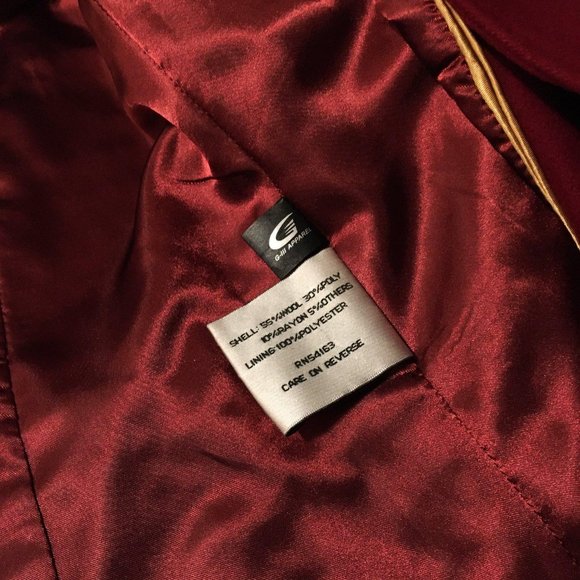 G
G-III APPAREL
SHELL: 55%WOOL 30%POLY
10%RAYON 5%OTHERS
LINING:100%POLYESTER
RN54163
CARE ON REVERSE